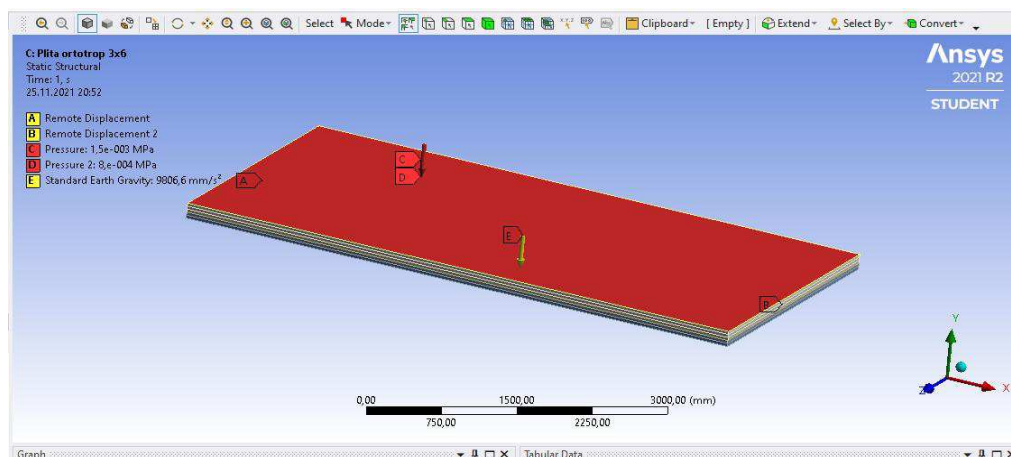 Select Mode Clipboard [ Empty ] Extend Select By Convert
C: Plita ortotrop 3x6
Static Structural
Time: 1, s
25.11.2021 20:52
A Remote Displacement
B Remote Displacement 2
C Pressure: 1,5e-003 MPa
D Pressure 2: 8,e-004 MPa
E Standard Earth Gravity: 9806,6 mm/s²
Ansys
2021 R2
STUDENT
C
D
A
E
B
Y
X
Z
0,00 1500,00 3000,00 (mm)
750,00 2250,00
Graph Tabular Data